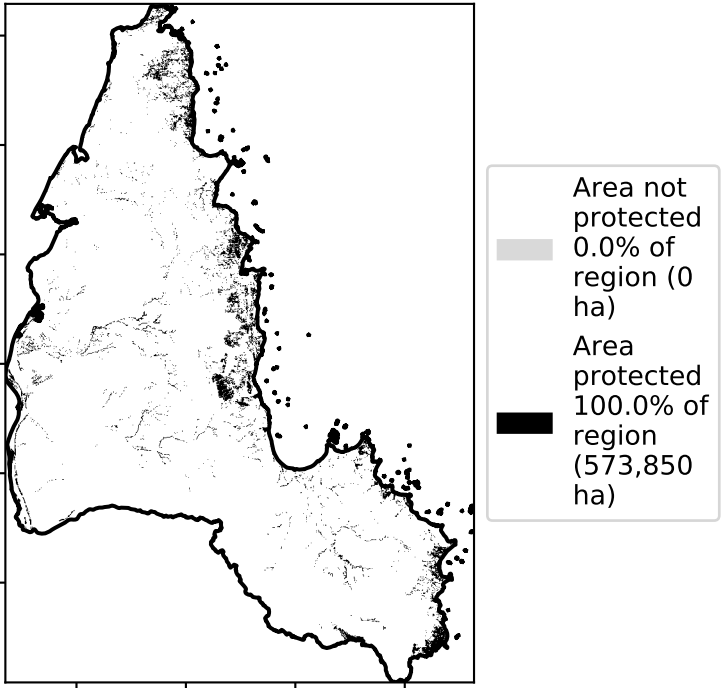 Area not
protected
0.0% of
region (0
ha)
Area
protected
100.0% of
region
(573,850
ha)